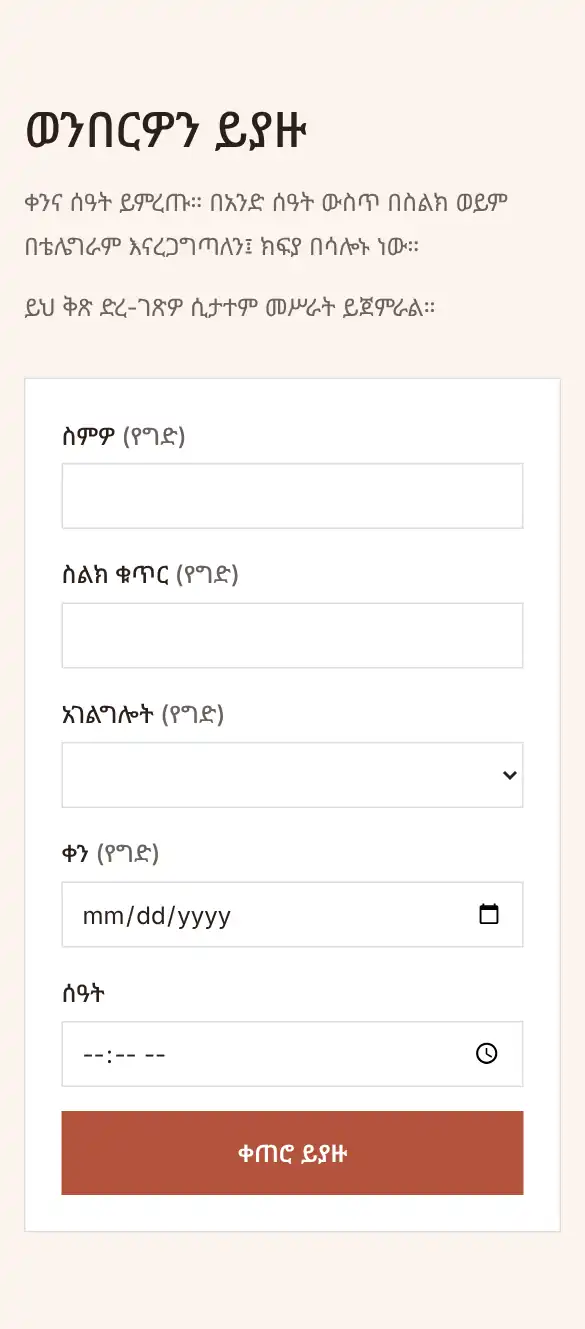 ወንበርዎን ይያዙ
ቀንና ሰዓት ይምረጡ። በአንድ ሰዓት ውስጥ በስልክ ወይም
በቴሌግራም እናረጋግጣለን፤ ክፍያ በሳሎኑ ነው።
ይህ ቅጽ ድረ-ገጽዎ ሲታተም መሥራት ይጀምራል።
ስምዎ (የግድ)
ስልክ ቁጥር (የግድ)
አገልግሎት (የግድ)
ቀን (የግድ)
mm/dd/yyyy
ሰዓት
--:-- --
ቀጠሮ ይያዙ